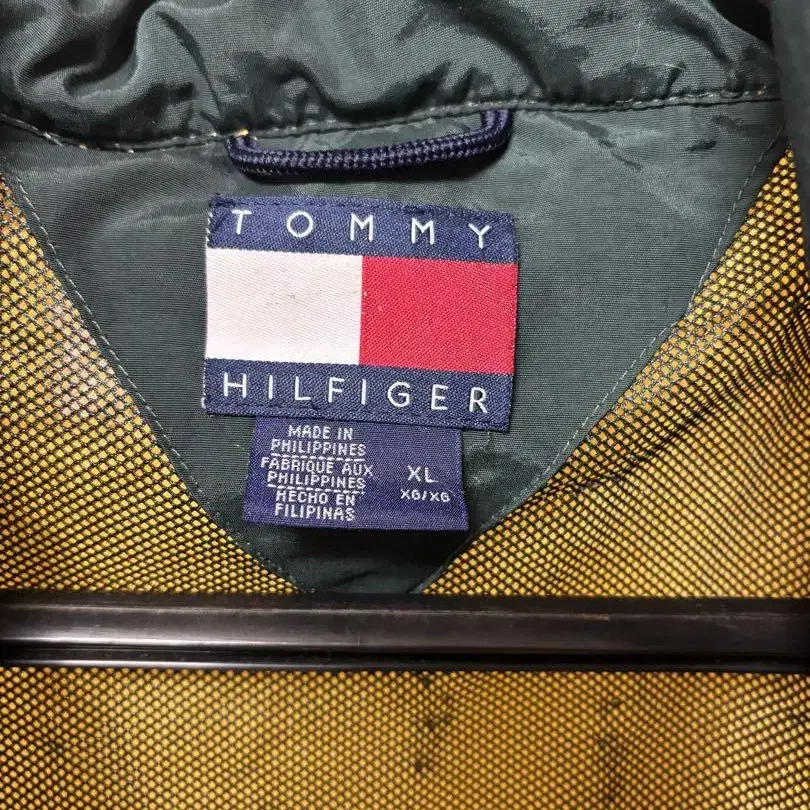 TOMMY
HILFIGER
MADE IN
PHILIPPINES
FABRIQUE AUX
PHILIPPINES
HECHO EN
FILIPINAS
XL
XG/XG